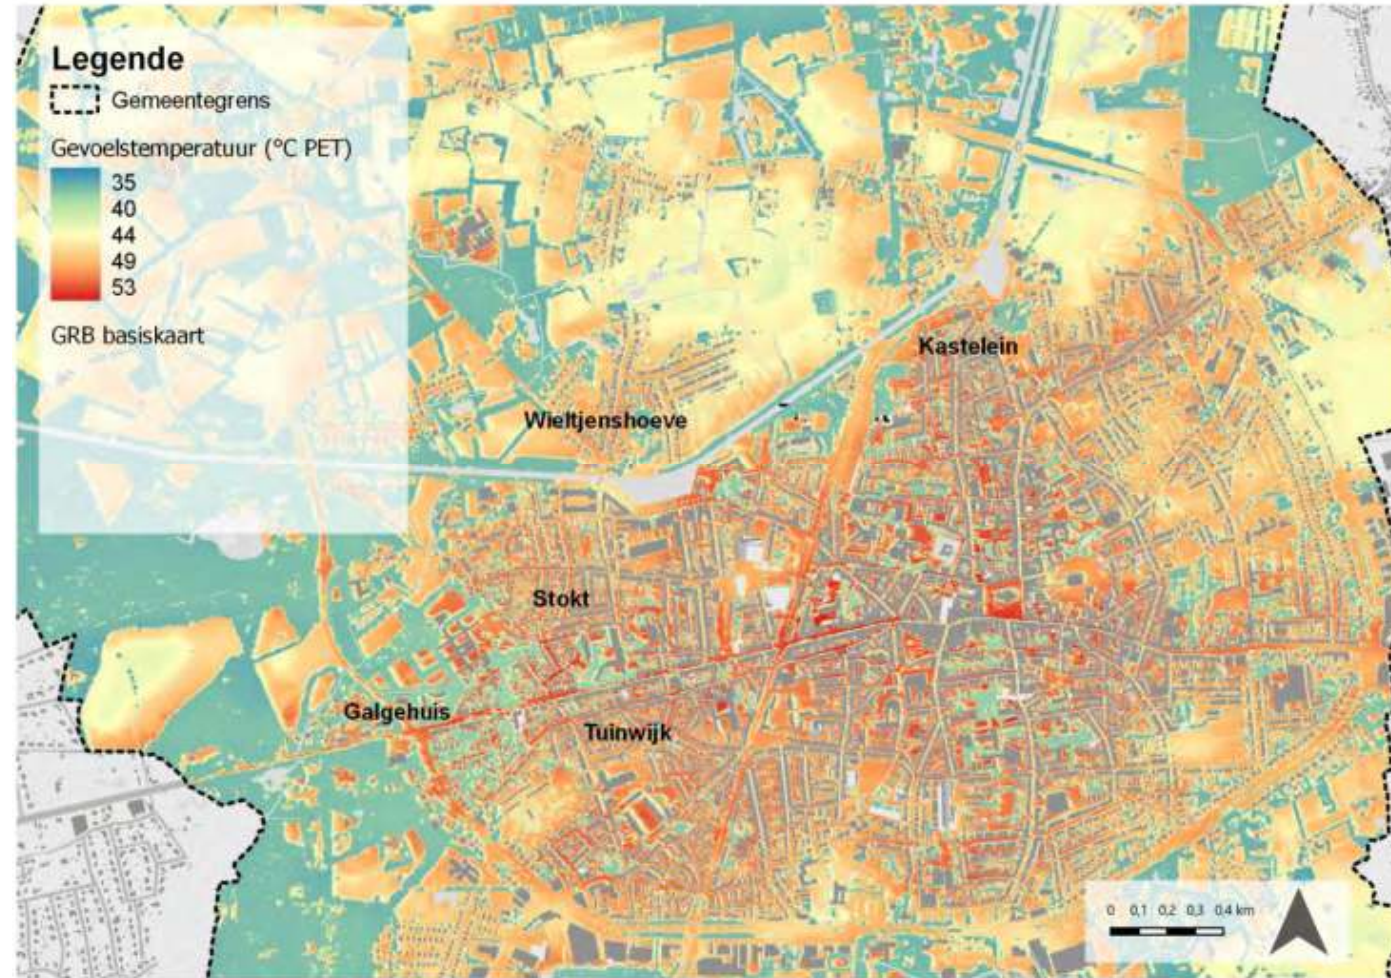 Legende
Gemeentegrens
Gevoelstemperatuur (°C PET)
35
40
44
49
53
GRB basiskaart
Kastelein
Wieltjenshoeve
Stokt
Galgehuis
Tuinwijk
0 0,1 0,2 0,3 0,4 km